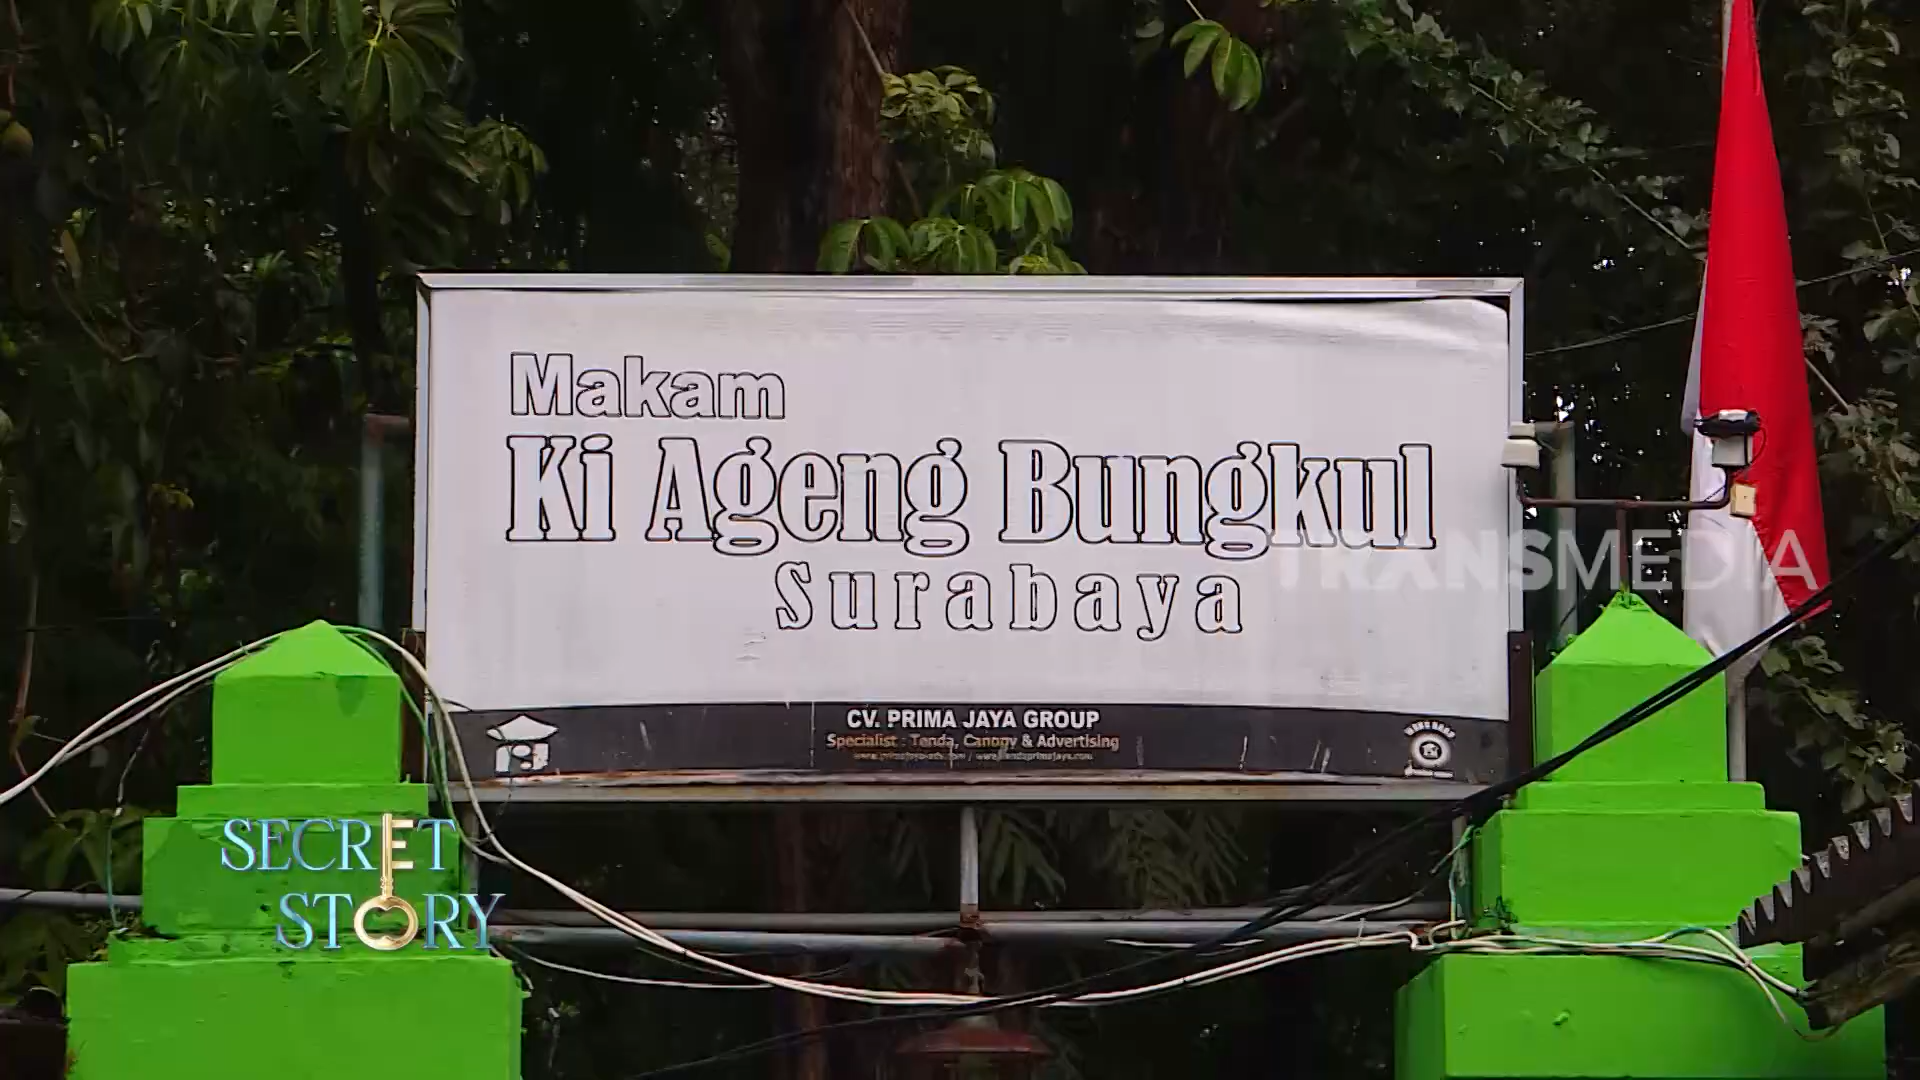 Makam
Ki Ageng Bungkul
Surabaya
TRANSMEDIA
CV. PRIMA JAYA GROUP
Specialist : Tenda, Canopy & Advertising
SECRET
STORY